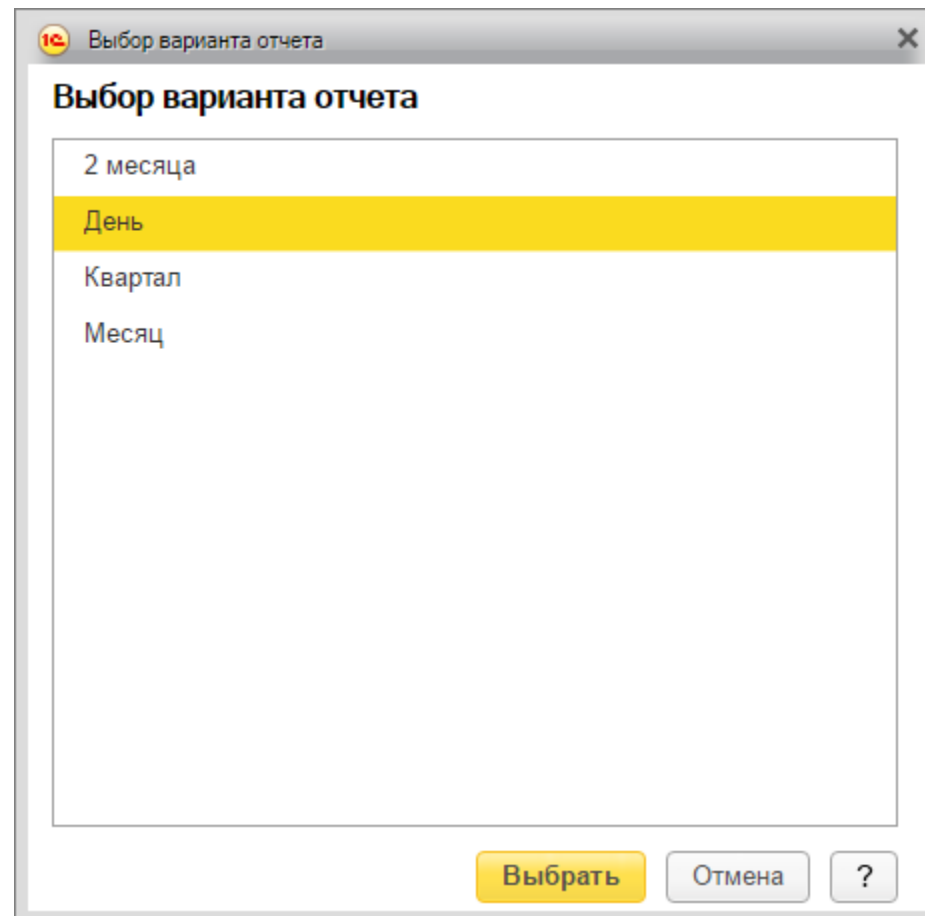 1С Выбор варианта отчета
Выбор варианта отчета
2 месяца
День
Квартал
Месяц
Выбрать Отмена ?